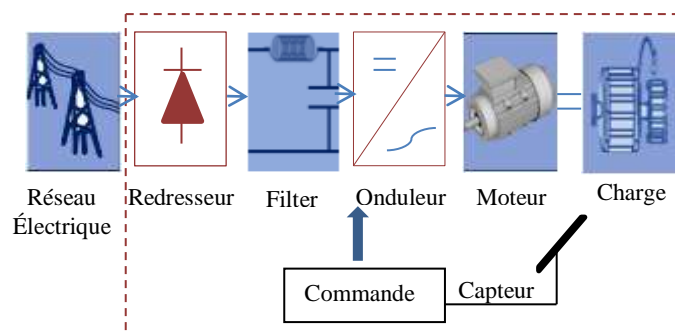 Réseau
Électrique
Redresseur
Filter
Onduleur
Moteur
Charge
Commande
Capteur